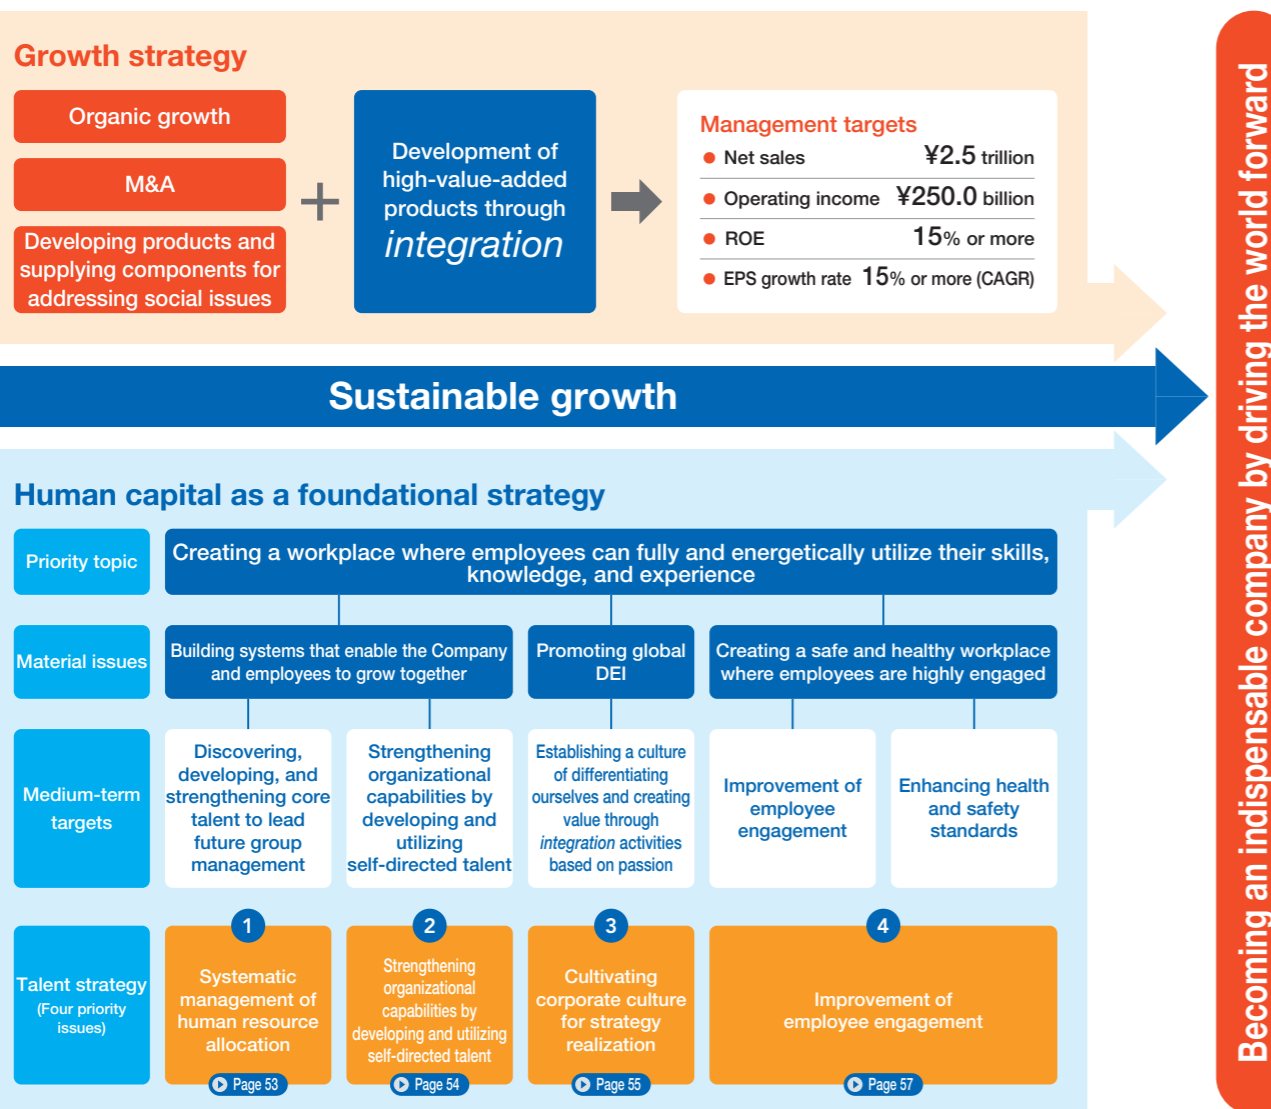 Growth strategy
Organic growth
M&A
Developing products and
supplying components for
addressing social issues
+
Development of
high-value-added
products through
integration
Management targets
● Net sales ¥2.5 trillion
● Operating income ¥250.0 billion
● ROE 15% or more
● EPS growth rate 15% or more (CAGR)
Sustainable growth
Human capital as a foundational strategy
Priority topic
Creating a workplace where employees can fully and energetically utilize their skills,
knowledge, and experience
Material issues
Building systems that enable the Company
and employees to grow together
Promoting global
DEI
Creating a safe and healthy workplace
where employees are highly engaged
Medium-term
targets
Discovering,
developing, and
strengthening core
talent to lead
future group
management
Strengthening
organizational
capabilities by
developing and
utilizing
self-directed talent
Establishing a culture
of differentiating
ourselves and creating
value through
integration activities
based on passion
Improvement of
employee
engagement
Enhancing health
and safety
standards
Talent strategy
(Four priority
issues)
1
Systematic
management of
human resource
allocation
Page 53
2
Strengthening
organizational
capabilities by
developing and utilizing
self-directed talent
Page 54
3
Cultivating
corporate culture
for strategy
realization
Page 55
4
Improvement of
employee engagement
Page 57
Becoming an indispensable company by driving the world forward